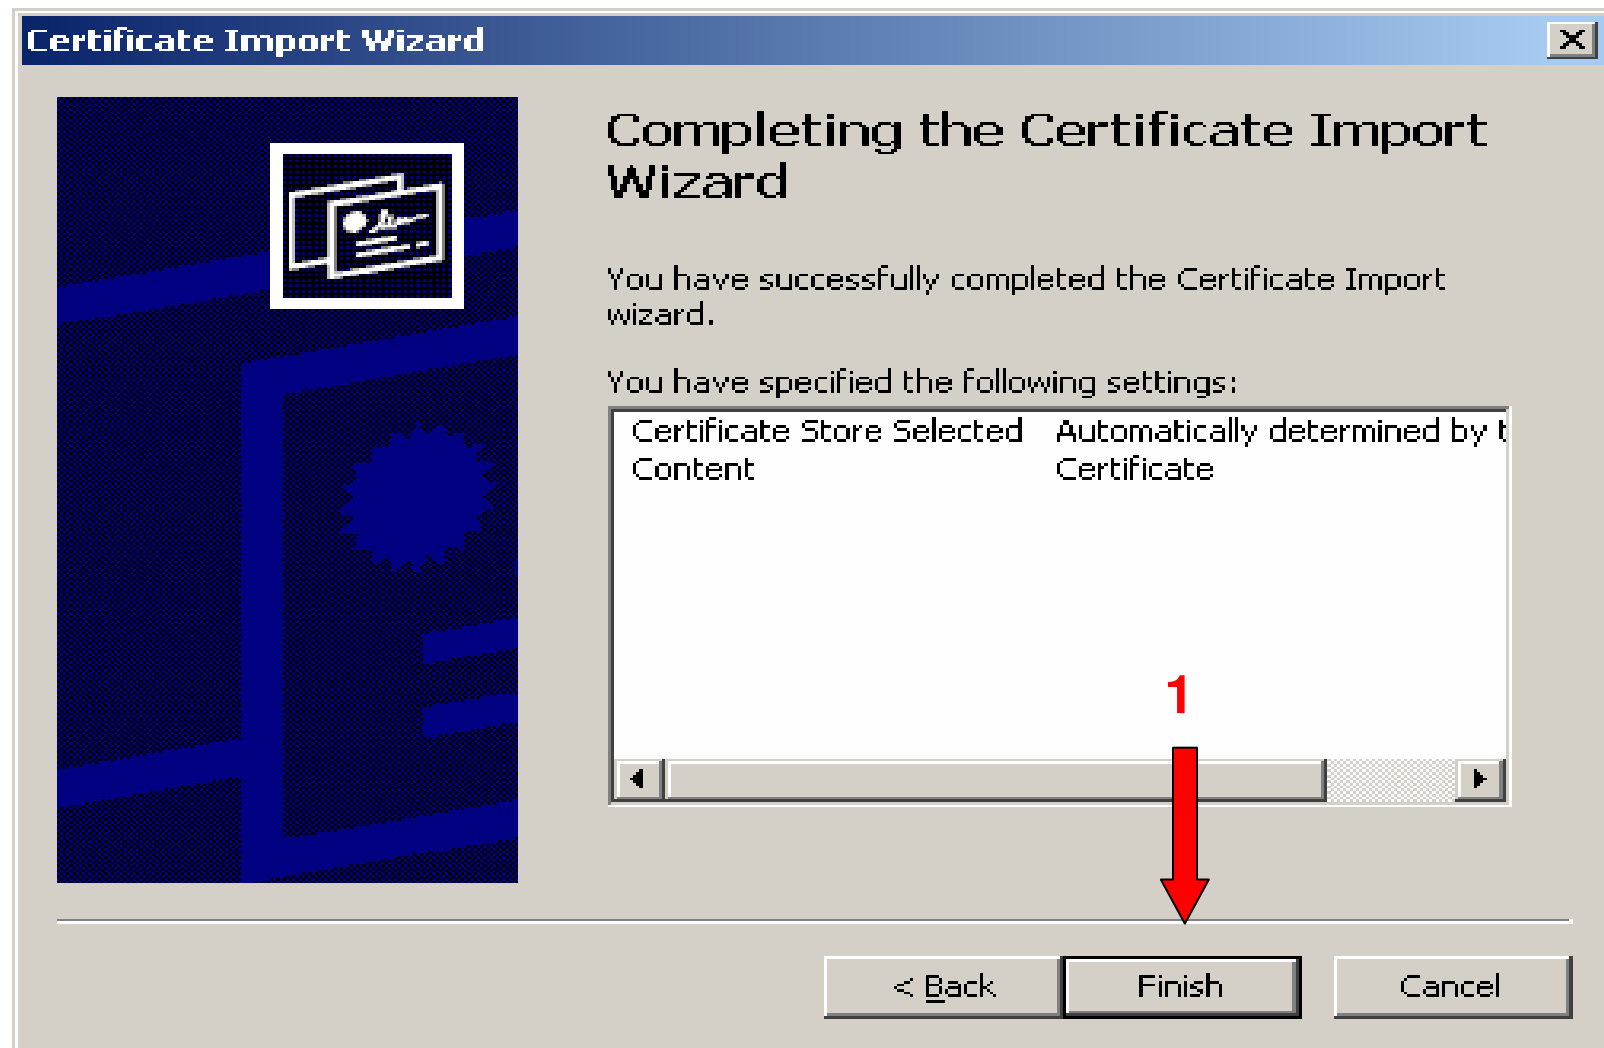 Certificate Import Wizard
Completing the Certificate Import
Wizard
You have successfully completed the Certificate Import
wizard.
You have specified the following settings:
Certificate Store Selected Automatically determined by t
Content Certificate
1
< Back Finish Cancel